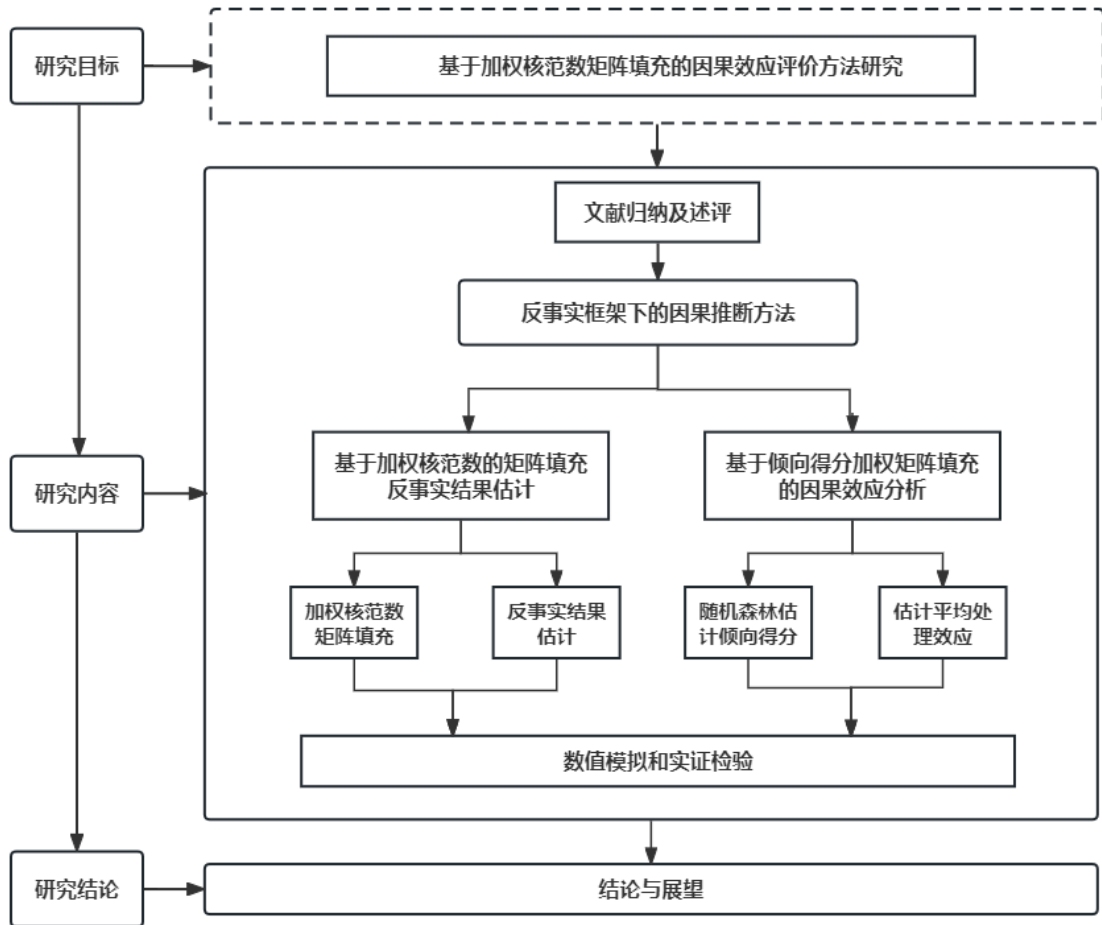 研究目标
基于加权核范数矩阵填充的因果效应评价方法研究
文献归纳及述评
反事实框架下的因果推断方法
研究内容
基于加权核范数的矩阵填充
反事实结果估计
基于倾向得分加权矩阵填充
的因果效应分析
加权核范数
矩阵填充
反事实结果
估计
随机森林估
计倾向得分
估计平均处
理效应
数值模拟和实证检验
研究结论
结论与展望